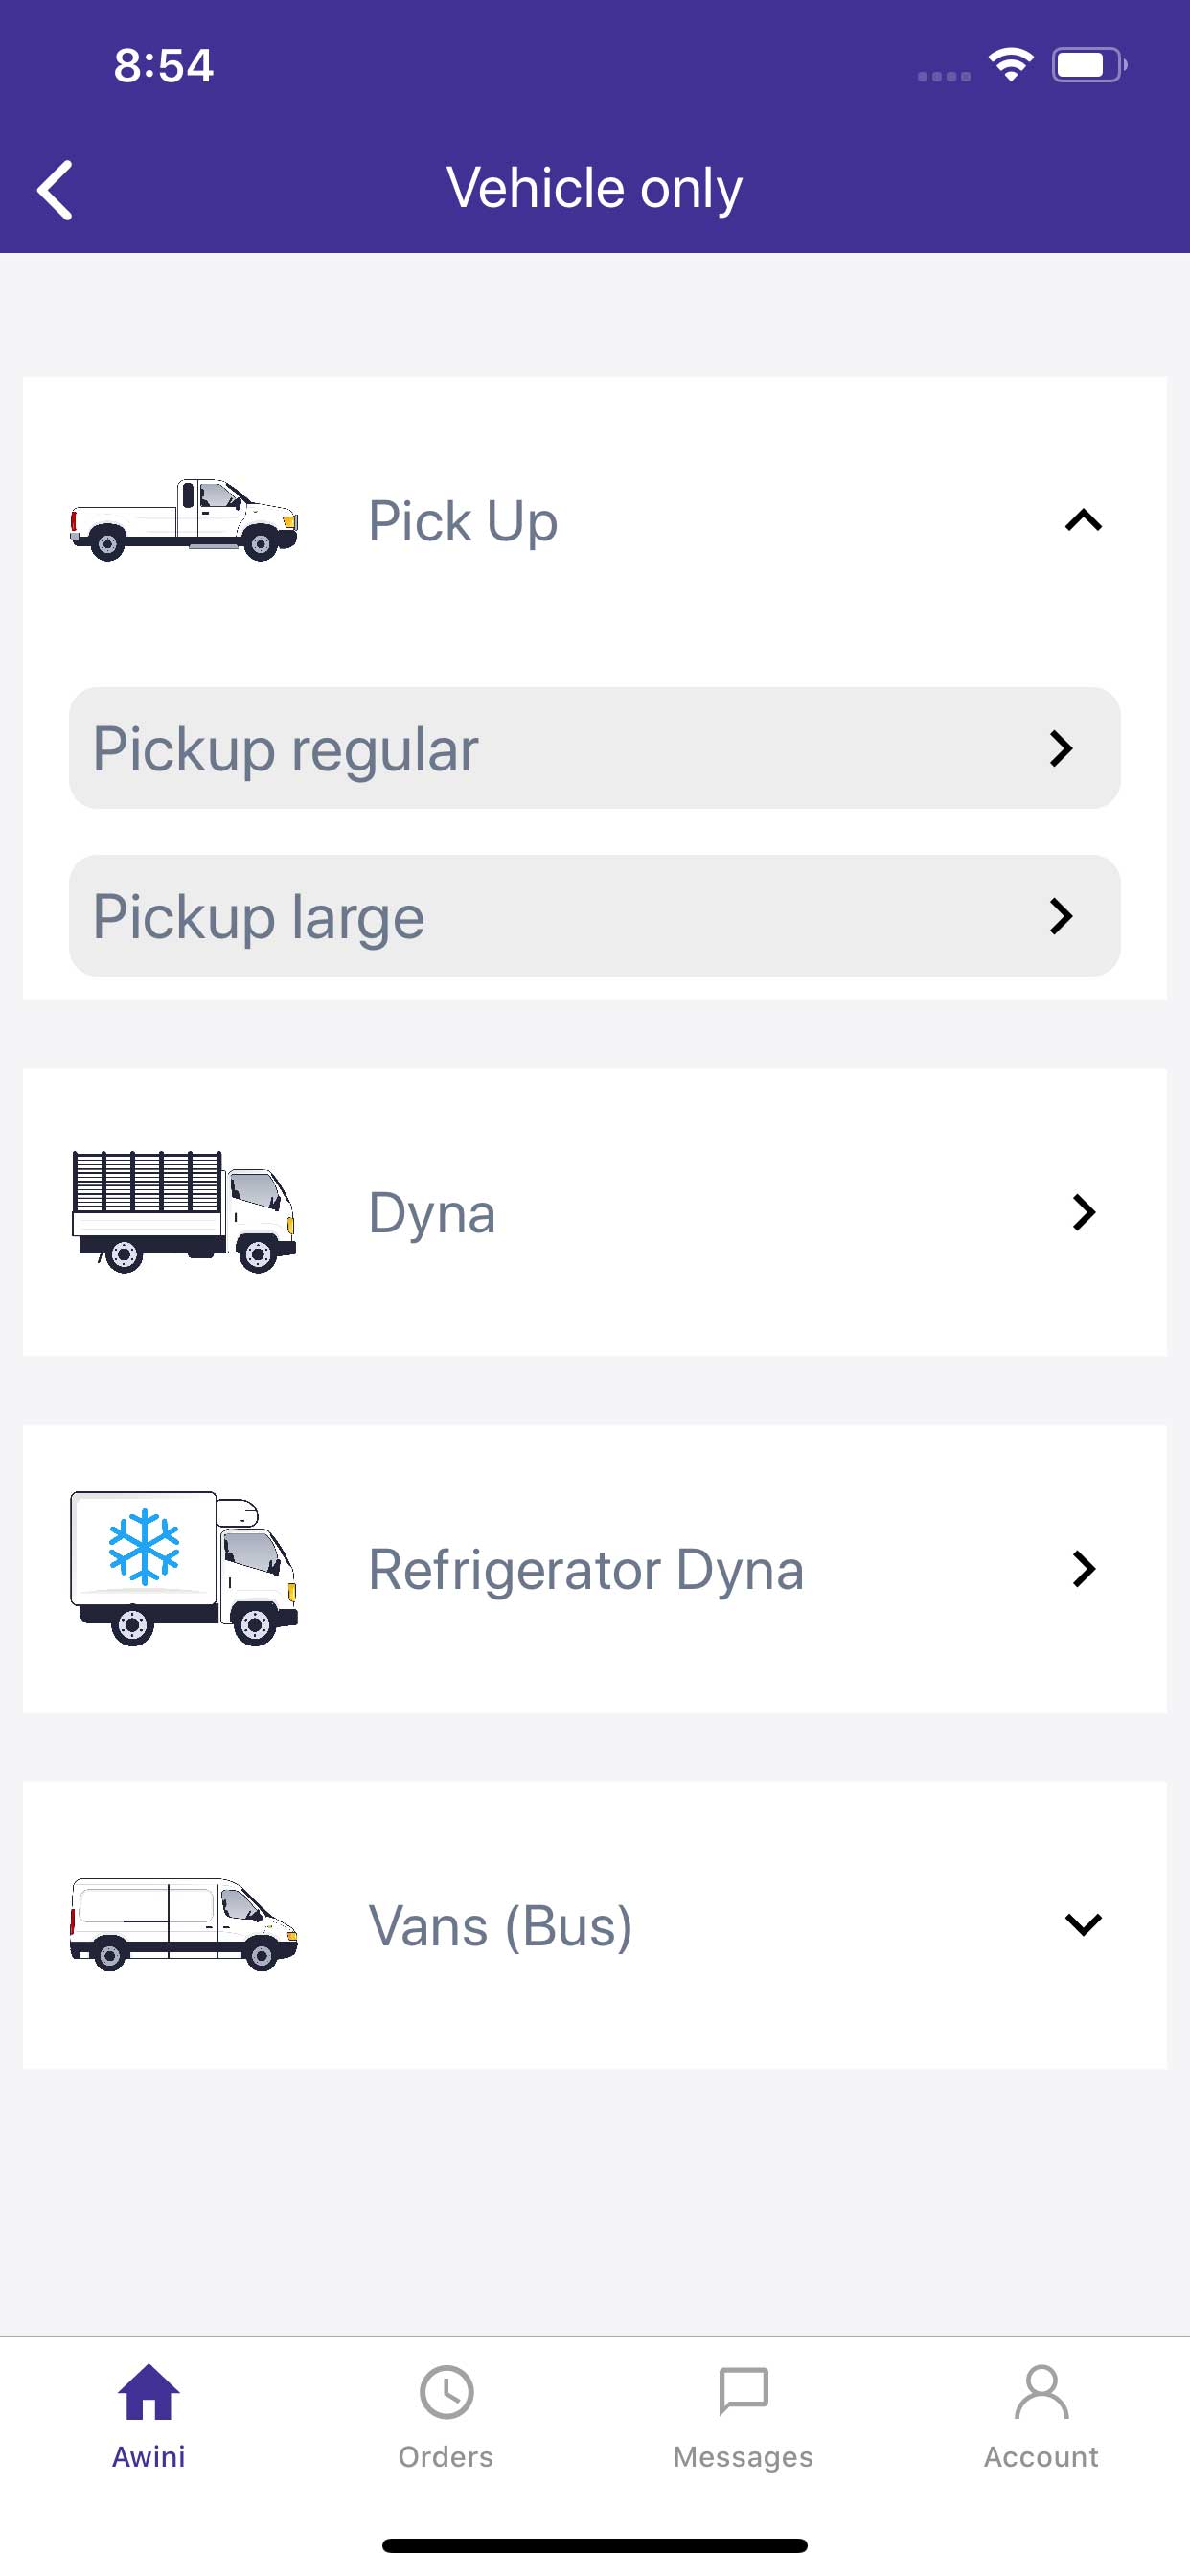 8:54
Vehicle only
Pick Up
Pickup regular
Pickup large
Dyna
Refrigerator Dyna
Vans (Bus)
Awini
Orders
Messages
Account